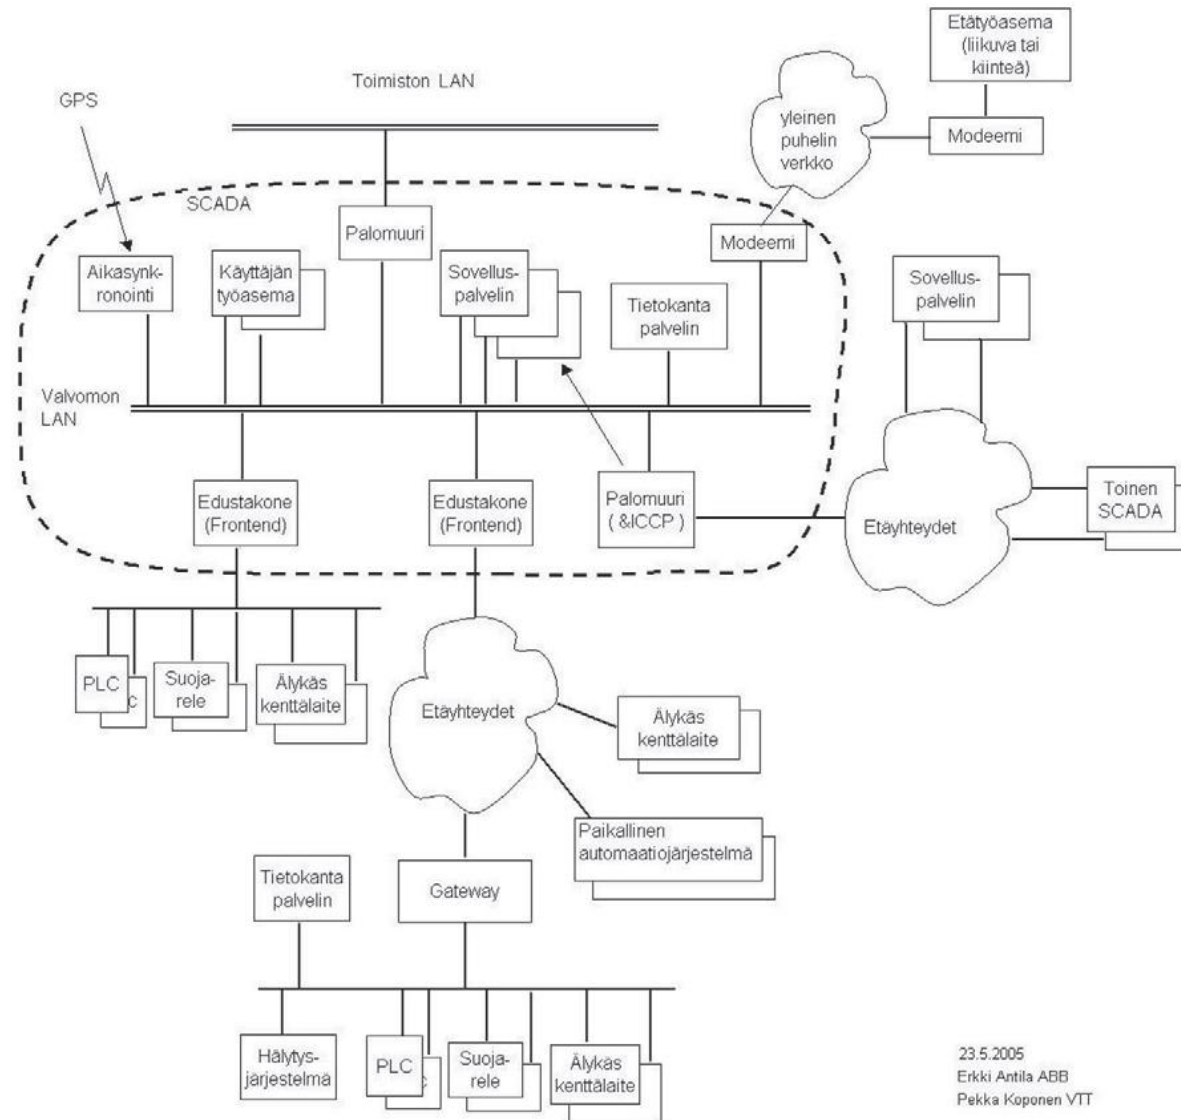 Etätyöasema
(liikuva tai
kiinteä)
Toimiston LAN
GPS
yleinen
puhelin
verkko
Modeemi
SCADA
Palomuuri
Modeemi
Aikasynk-
ronointi
Käyttäjän
työasema
Sovellus-
palvelin
Tietokanta
palvelin
Sovellus-
palvelin
Valvomon
LAN
Edustakone
(Frontend)
Edustakone
(Frontend)
Palomuuri
( &ICCP )
Etäyhteydet
Toinen
SCADA
PLC
c
Suoja-
rele
Älykäs
kenttälaite
Etäyhteydet
Älykäs
kenttälaite
Paikallinen
automaatiojärjestelmä
Tietokanta
palvelin
Gateway
Hälytys-
järjestelmä
PLC
c
Suoja-
rele
Älykäs
kenttälaite
23.5.2005
Erkki Antila ABB
Pekka Koponen VTT